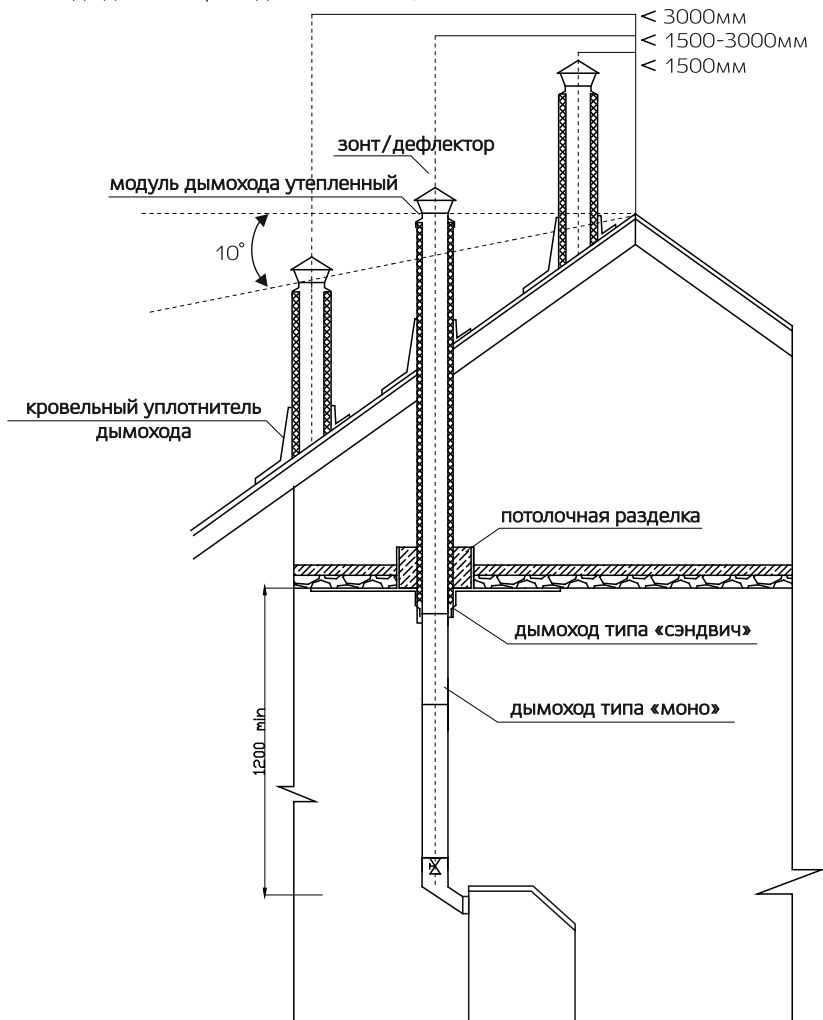 < 3000мм
< 1500-3000мм
< 1500мм
зонт/дефлектор
модуль дымохода утепленный
10°
кровельный уплотнитель
дымохода
потолочная разделка
дымоход типа «сэндвич»
дымоход типа «моно»
1200 min